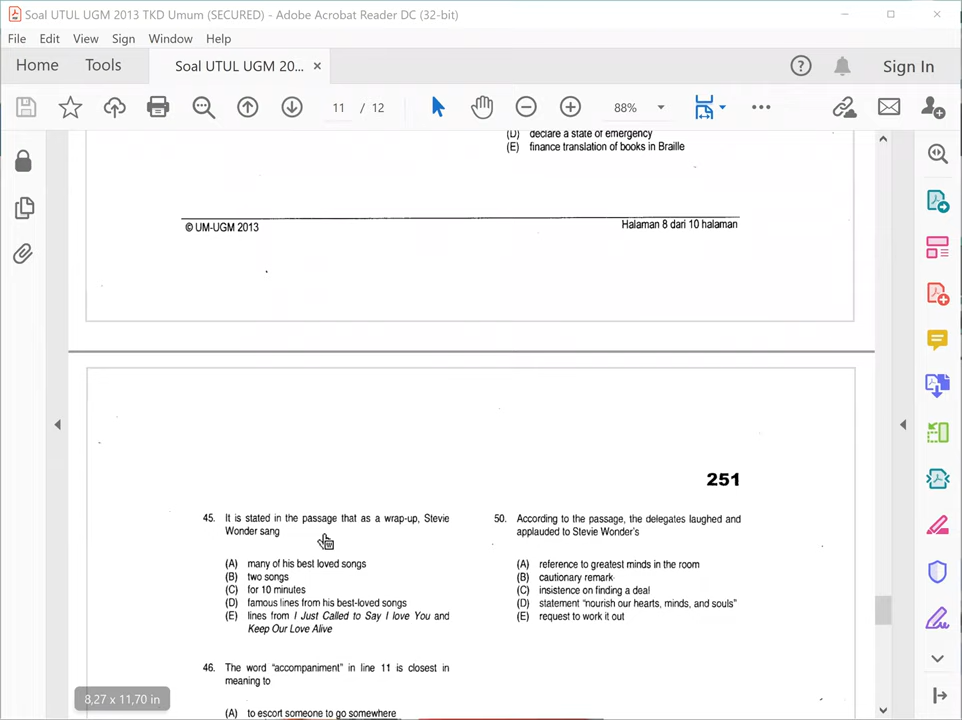 Soal UTUL UGM 2013 TKD Umum (SECURED) - Adobe Acrobat Reader DC (32-bit)
File Edit View Sign Window Help
Home Tools Soal UTUL UGM 20... × Sign In
11 / 12 88%
(D) declare a state of emergency
(E) finance translation of books in Braille
© UM-UGM 2013 Halaman 8 dari 10 halaman
251
45. It is stated in the passage that as a wrap-up, Stevie
Wonder sang
(A) many of his best loved songs
(B) two songs
(C) for 10 minutes
(D) famous lines from his best-loved songs
(E) lines from I Just Called to Say I love You and
Keep Our Love Alive
46. The word “accompaniment” in line 11 is closest in
meaning to
(A) to escort someone to go somewhere
50. According to the passage, the delegates laughed and
applauded to Stevie Wonder’s
(A) reference to greatest minds in the room
(B) cautionary remark
(C) insistence on finding a deal
(D) statement “nourish our hearts, minds, and souls”
(E) request to work it out
8,27 x 11,70 in